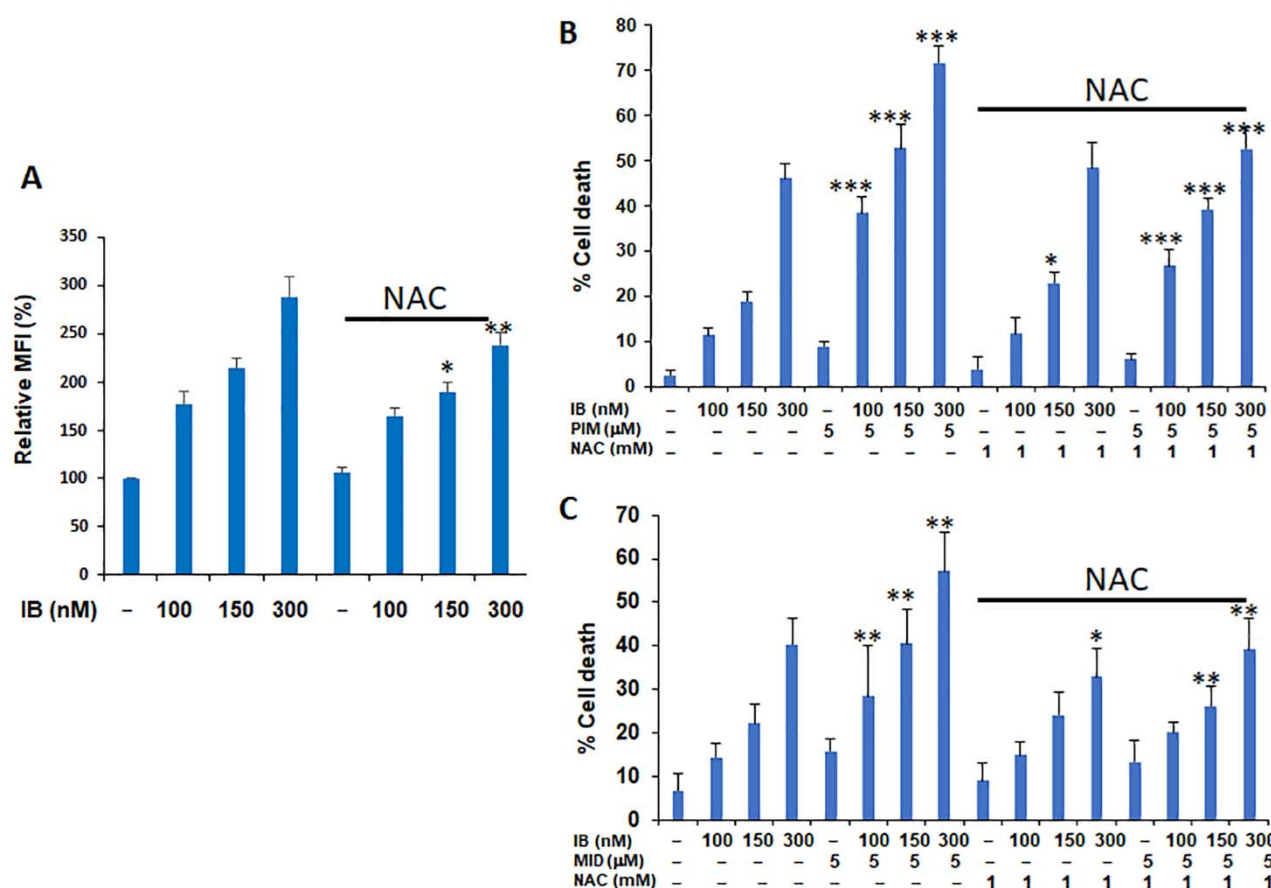 A
Relative MFI (%)
350
300
250
200
150
100
50
0
NAC
* **
IB (nM) – 100 150 300 – 100 150 300
B
% Cell death
80
70
60
50
40
30
20
10
0
NAC
*** *** *** * *** *** ***
IB (nM) – 100 150 300 – 100 150 300 – 100 150 300 – 100 150 300
PIM (µM) – – – – 5 5 5 5 – – – – 5 5 5 5
NAC (mM) – – – – – – – – 1 1 1 1 1 1 1 1
C
% Cell death
70
60
50
40
30
20
10
0
NAC
** ** ** * ** **
IB (nM) – 100 150 300 – 100 150 300 – 100 150 300 – 100 150 300
MID (µM) – – – – 5 5 5 5 – – – – 5 5 5 5
NAC (mM) – – – – – – – – 1 1 1 1 1 1 1 1